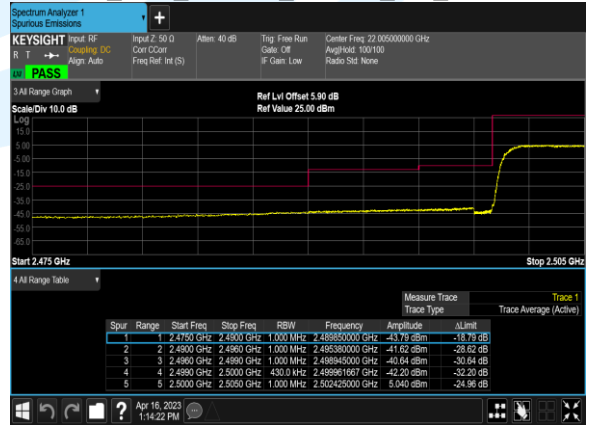 Spectrum Analyzer 1
Spurious Emissions
KEYSIGHT Input: RF Input Z: 50 Ω Atten: 40 dB Trig: Free Run Center Freq: 22.005000000 GHz
R T Coupling: DC Corr CCorr Gate: Off Avg|Hold: 100/100
Align: Auto Freq Ref: Int (S) IF Gain: Low Radio Std: None
PASS
3 All Range Graph
Ref Lvl Offset 5.90 dB
Scale/Div 10.0 dB Ref Value 25.00 dBm
Log
15.0
5.00
-5.00
-15.0
-25.0
-35.0
-45.0
-55.0
-65.0
Start 2.475 GHz Stop 2.505 GHz
4 All Range Table
Measure Trace Trace 1
Trace Type Trace Average (Active)
Spur Range Start Freq Stop Freq RBW Frequency Amplitude ΔLimit
1 1 2.4750 GHz 2.4900 GHz 1.000 MHz 2.489850000 GHz -43.79 dBm -18.79 dB
2 2 2.4900 GHz 2.4960 GHz 1.000 MHz 2.495380000 GHz -41.62 dBm -28.62 dB
3 3 2.4960 GHz 2.4990 GHz 1.000 MHz 2.498945000 GHz -40.64 dBm -30.64 dB
4 4 2.4990 GHz 2.5000 GHz 430.0 kHz 2.499961667 GHz -42.20 dBm -32.20 dB
5 5 2.5000 GHz 2.5050 GHz 1.000 MHz 2.502425000 GHz 5.040 dBm -24.96 dB
Apr 16, 2023
1:14:22 PM